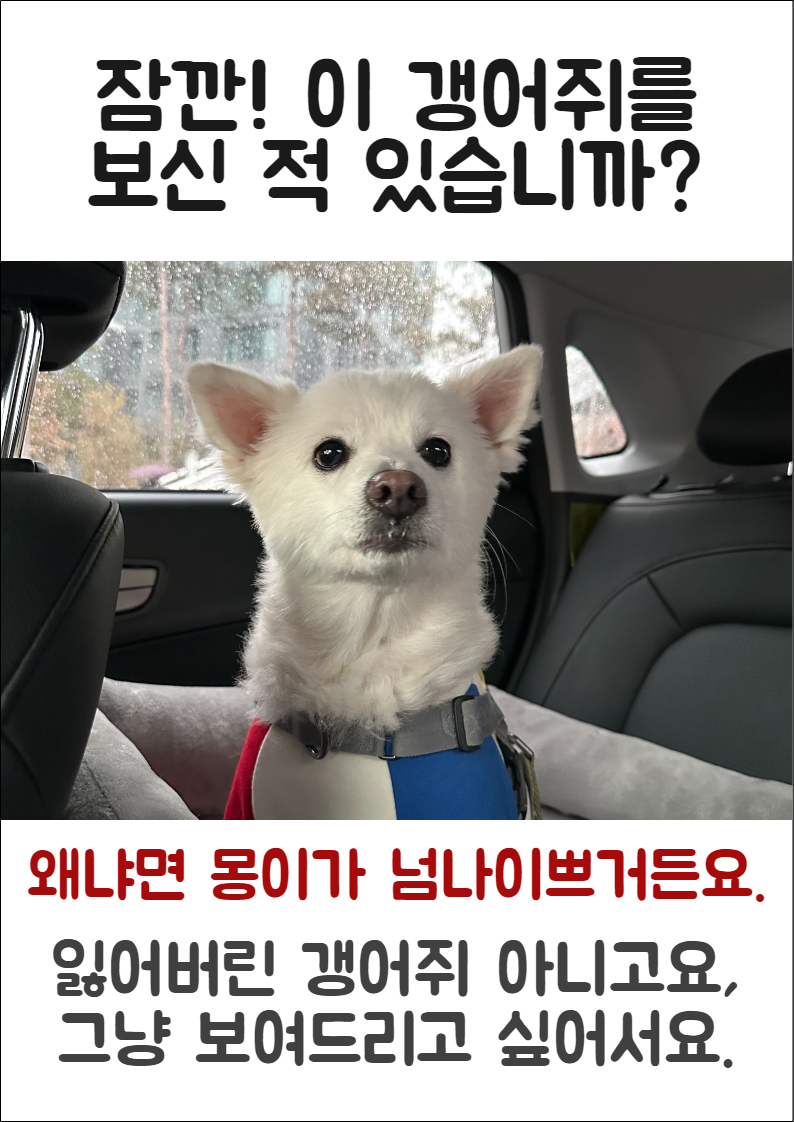 잠깐! 이 갱어쥐를
보신 적 있습니까?
왜냐면 몽이가 넘나이쁘거든요.
잃어버린 갱어쥐 아니고요,
그냥 보여드리고 싶어서요.